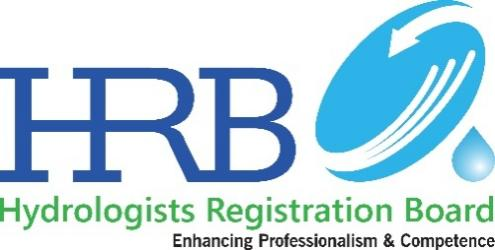 HRB
Hydrologists Registration Board
Enhancing Professionalism & Competence